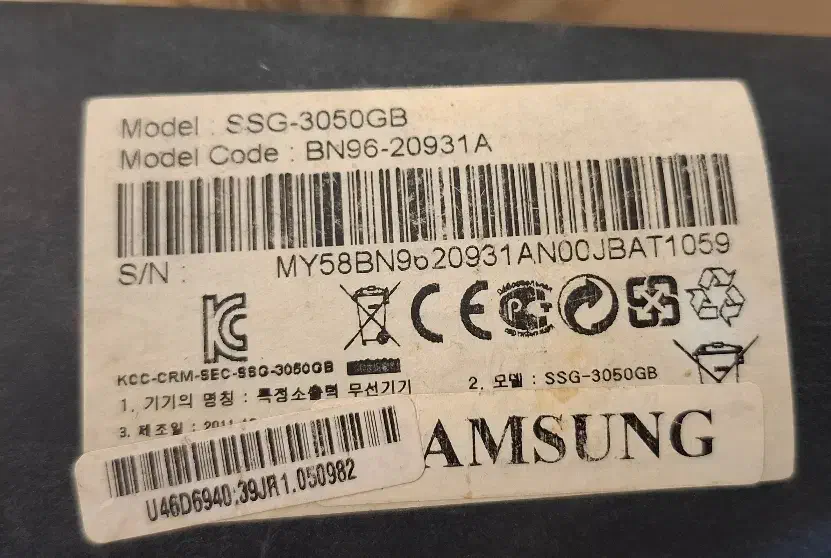 Model : SSG-3050GB
Model Code : BN96-20931A
S/N : MY58BN9620931AN00JBAT1059
KCC-CRM-SEC-SSG-3050GB
1. 기기의 명칭 : 특정소출력 무선기기
2. 모델 : SSG-3050GB
3. 제조일 : 2011
AMSUNG
U46D6940:39JR1.050982